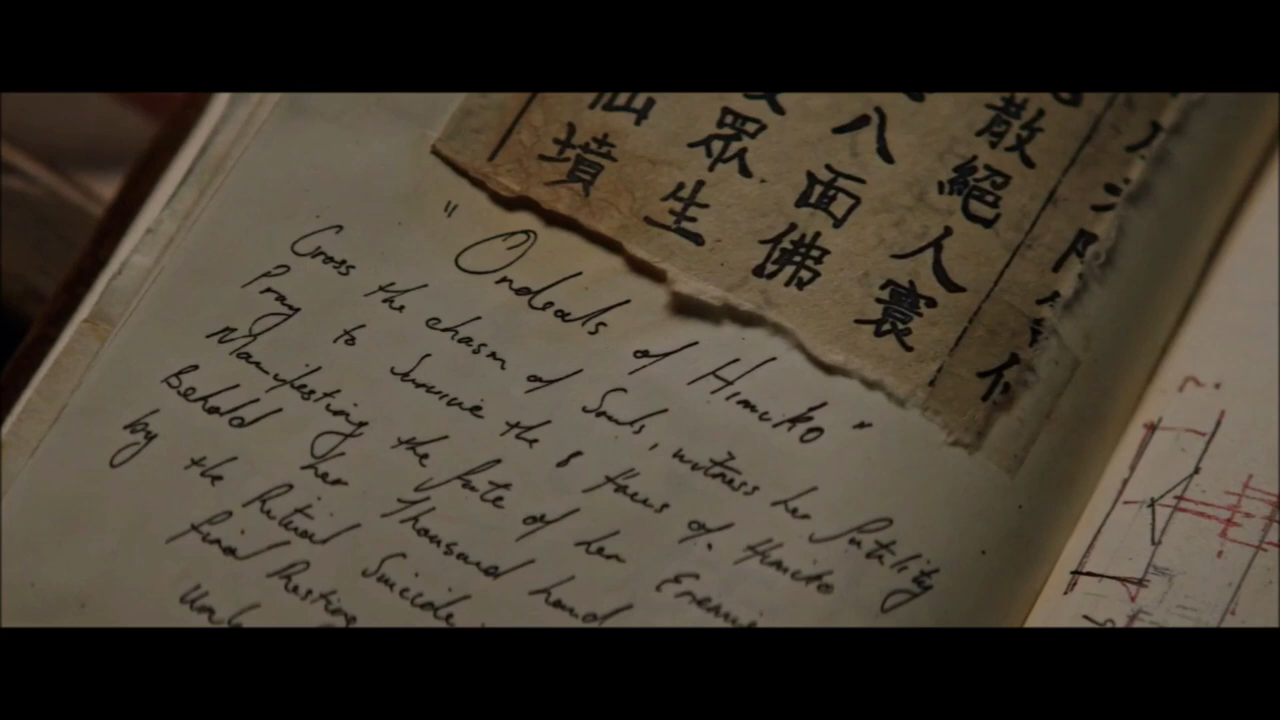 散絕人寰
八面佛
眾生
仙墳
"Ordeals of Himiko"
Cross the chasm of Souls, witness her futility
Pray to Survive the 8 faces of Himiko
Manifesting the fate of her
Behold her thousand hand
by the Ritual Suicide
final Resting